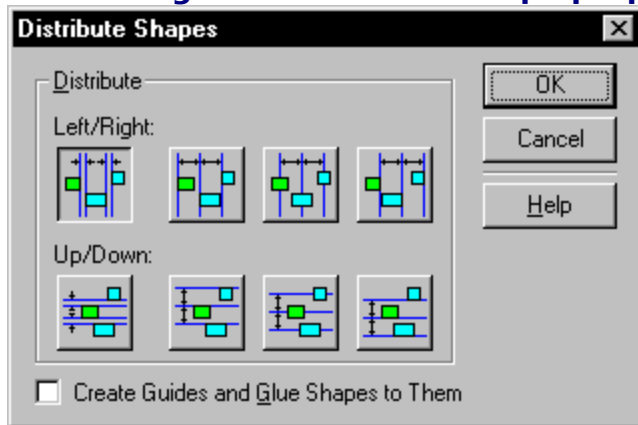 Distribute Shapes
Distribute
Left/Right:
Up/Down:
OK
Cancel
Help
Create Guides and Glue Shapes to Them